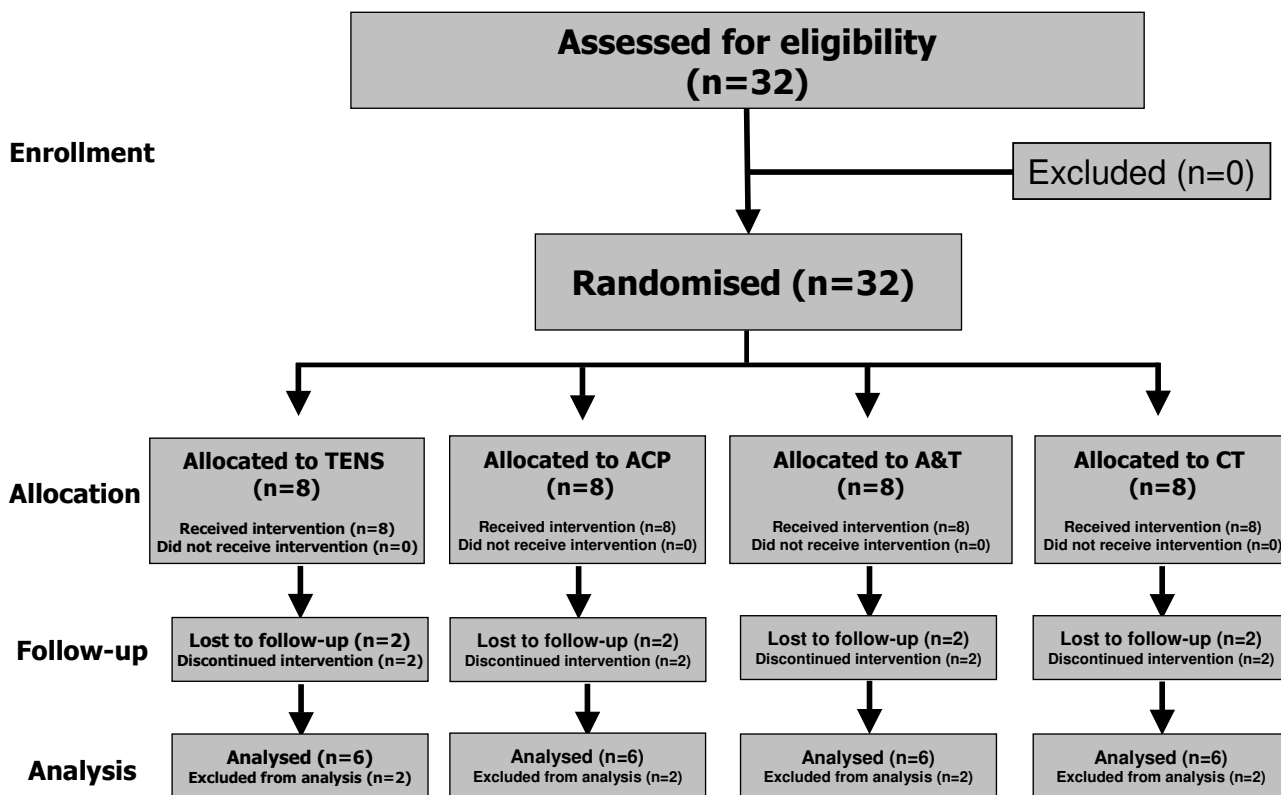 Assessed for eligibility
(n=32)
Enrollment
Excluded (n=0)
Randomised (n=32)
Allocation
Allocated to TENS
(n=8)
Received intervention (n=8)
Did not receive intervention (n=0)
Allocated to ACP
(n=8)
Received intervention (n=8)
Did not receive intervention (n=0)
Allocated to A&T
(n=8)
Received intervention (n=8)
Did not receive intervention (n=0)
Allocated to CT
(n=8)
Received intervention (n=8)
Did not receive intervention (n=0)
Follow-up
Lost to follow-up (n=2)
Discontinued intervention (n=2)
Lost to follow-up (n=2)
Discontinued intervention (n=2)
Lost to follow-up (n=2)
Discontinued intervention (n=2)
Lost to follow-up (n=2)
Discontinued intervention (n=2)
Analysis
Analysed (n=6)
Excluded from analysis (n=2)
Analysed (n=6)
Excluded from analysis (n=2)
Analysed (n=6)
Excluded from analysis (n=2)
Analysed (n=6)
Excluded from analysis (n=2)